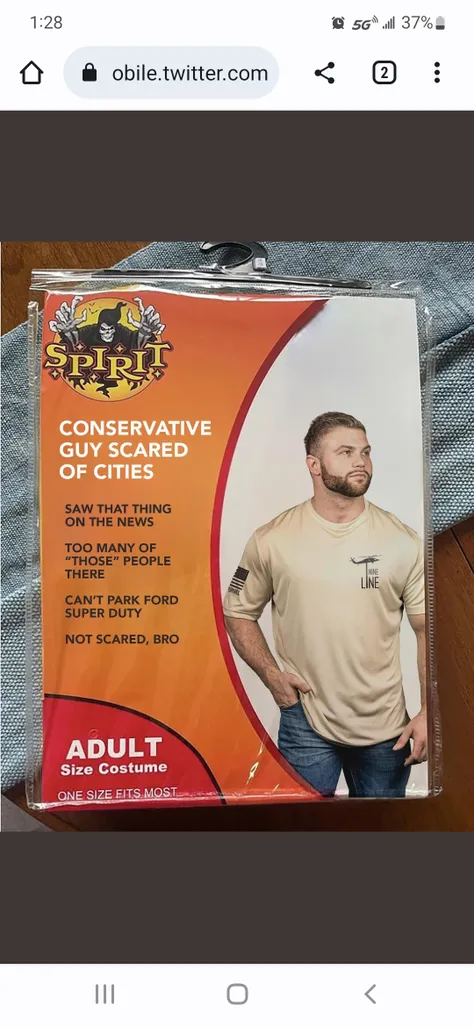 1:28
5G
37%
obile.twitter.com
2
SPIRIT
CONSERVATIVE
GUY SCARED
OF CITIES
SAW THAT THING
ON THE NEWS
TOO MANY OF
“THOSE” PEOPLE
THERE
CAN’T PARK FORD
SUPER DUTY
NOT SCARED, BRO
NINE
LINE
ADULT
Size Costume
ONE SIZE FITS MOST